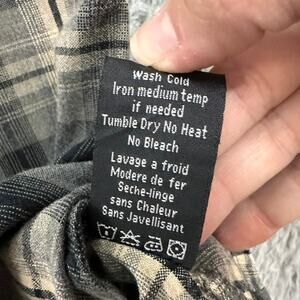 Wash Cold
Iron medium temp
if needed
Tumble Dry No Heat
No Bleach
Lavage a froid
Modere de fer
Seche-linge
sans Chaleur
Sans Javellisant